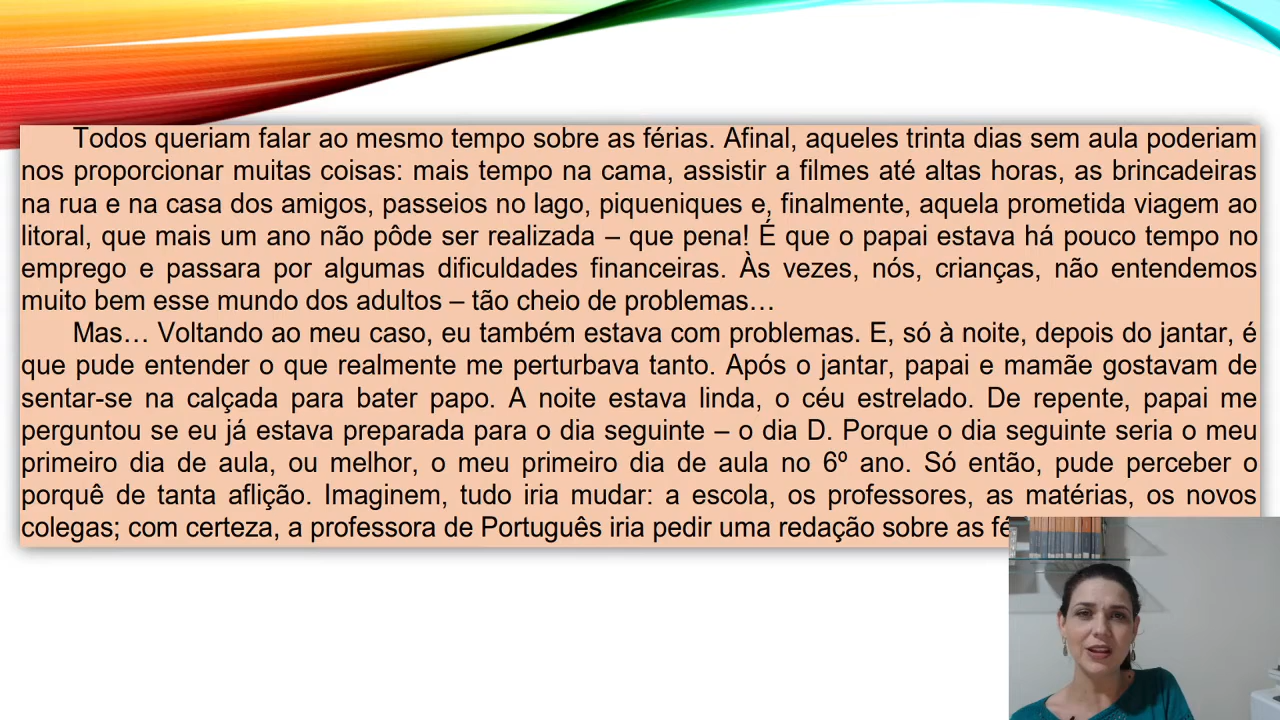 Todos queriam falar ao mesmo tempo sobre as férias. Afinal, aqueles trinta dias sem aula poderiam
nos proporcionar muitas coisas: mais tempo na cama, assistir a filmes até altas horas, as brincadeiras
na rua e na casa dos amigos, passeios no lago, piqueniques e, finalmente, aquela prometida viagem ao
litoral, que mais um ano não pôde ser realizada – que pena! É que o papai estava há pouco tempo no
emprego e passara por algumas dificuldades financeiras. Às vezes, nós, crianças, não entendemos
muito bem esse mundo dos adultos – tão cheio de problemas…
Mas… Voltando ao meu caso, eu também estava com problemas. E, só à noite, depois do jantar, é
que pude entender o que realmente me perturbava tanto. Após o jantar, papai e mamãe gostavam de
sentar-se na calçada para bater papo. A noite estava linda, o céu estrelado. De repente, papai me
perguntou se eu já estava preparada para o dia seguinte – o dia D. Porque o dia seguinte seria o meu
primeiro dia de aula, ou melhor, o meu primeiro dia de aula no 6º ano. Só então, pude perceber o
porquê de tanta aflição. Imaginem, tudo iria mudar: a escola, os professores, as matérias, os novos
colegas; com certeza, a professora de Português iria pedir uma redação sobre as